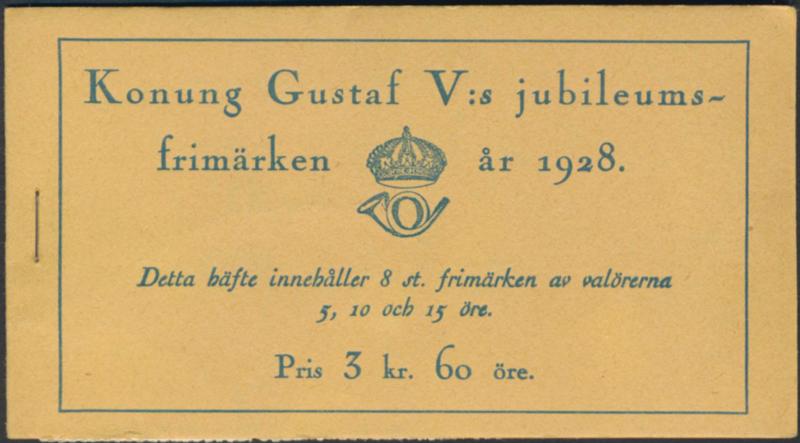 Konung Gustaf V:s jubileums-
frimärken år 1928.
Detta häfte innehåller 8 st. frimärken av valörerna
5, 10 och 15 öre.
Pris 3 kr. 60 öre.